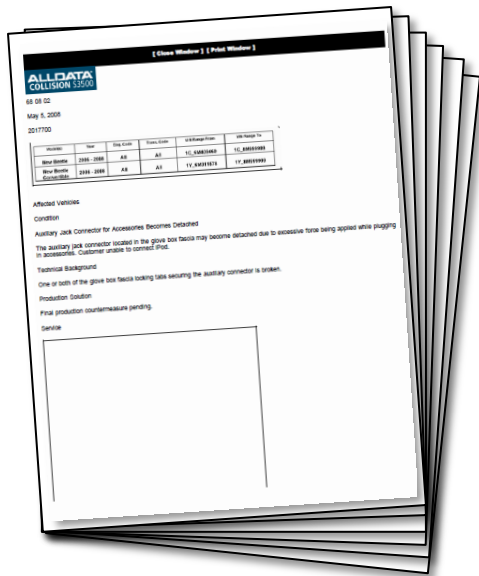 [ Close Window ] [ Print Window ]
ALLDATA
COLLISION S3500
68 08 02
May 5, 2008
2017700
Vehicles Year Eng. Code Trans. Code VIN Range From VIN Range To
New Beetle 2006 - 2008 All All
New Beetle Convertible 2006 - 2008 All All
Affected Vehicles
Condition
Auxiliary Jack Connector for Accessories Becomes Detached
The auxiliary jack connector located in the glove box fascia may become detached due to excessive force being applied while plugging
in accessories. Customer unable to connect iPod.
Technical Background
One or both of the glove box fascia locking tabs securing the auxiliary connector is broken.
Production Solution
Final production countermeasure pending.
Service